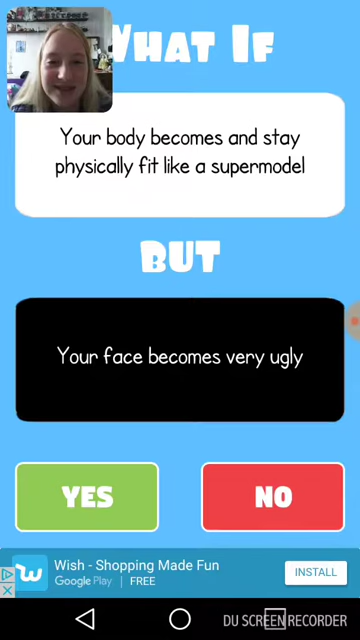 WHAT IF
Your body becomes and stay
physically fit like a supermodel
BUT
Your face becomes very ugly
YES
NO
Wish - Shopping Made Fun
Google Play | FREE
INSTALL
DU SCREEN RECORDER